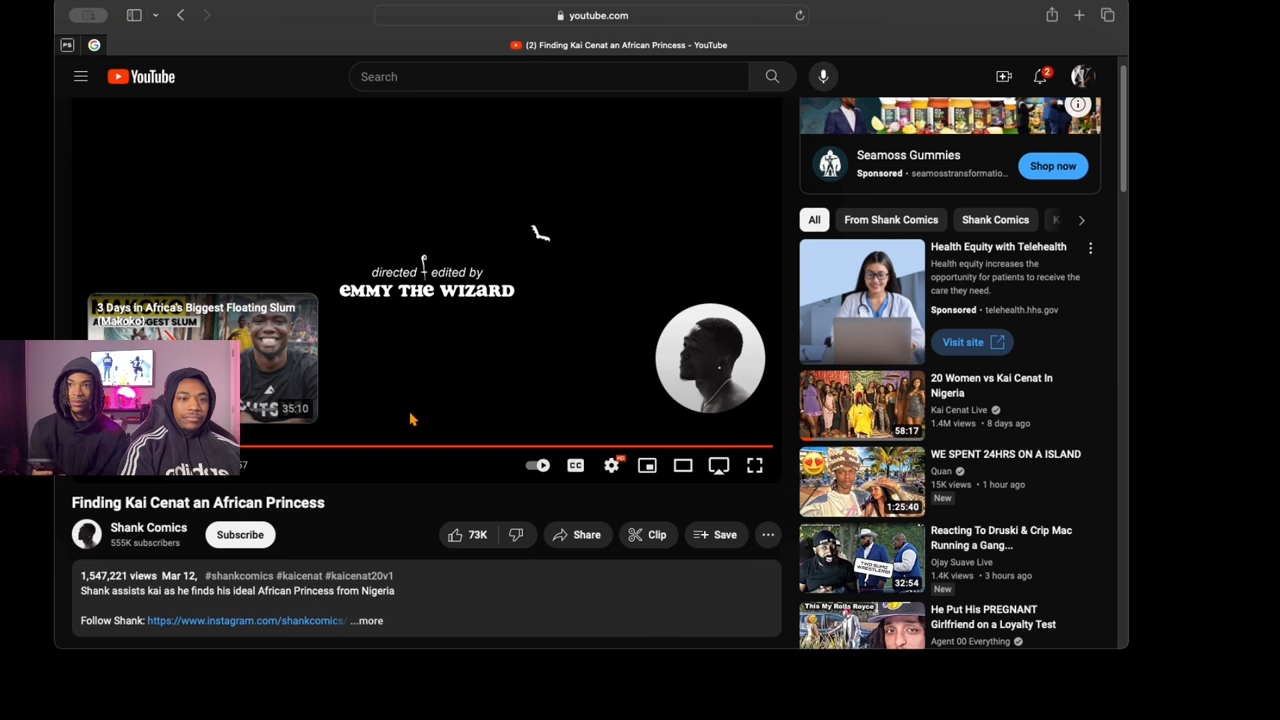 youtube.com
PS
(2) Finding Kai Cenat an African Princess - YouTube
YouTube
Search
2
Seamoss Gummies
Sponsored · seamosstransformatio...
Shop now
All
From Shank Comics
Shank Comics
K
directed edited by
EMMY THE WIZARD
3 Days in Africa's Biggest Floating Slum
(Makoko)
35:10
57
CC
HD
Health Equity with Telehealth
Health equity increases the
opportunity for patients to receive the
care they need.
Sponsored · telehealth.hhs.gov
Visit site
20 Women vs Kai Cenat In
Nigeria
Kai Cenat Live
1.4M views · 8 days ago
58:17
WE SPENT 24HRS ON A ISLAND
Quan
15K views · 1 hour ago
New
1:25:40
Reacting To Druski & Crip Mac
Running a Gang...
Ojay Suave Live
1.4K views · 3 hours ago
New
TWO SUMO
WRESTLERS!
32:54
This My Rolls Royce
He Put His PREGNANT
Girlfriend on a Loyalty Test
Agent 00 Everything
Finding Kai Cenat an African Princess
Shank Comics
555K subscribers
Subscribe
73K
Share
Clip
Save
1,547,221 views Mar 12, #shankcomics #kaicenat #kaicenat20v1
Shank assists kai as he finds his ideal African Princess from Nigeria
Follow Shank: https://www.instagram.com/shankcomics/ ...more